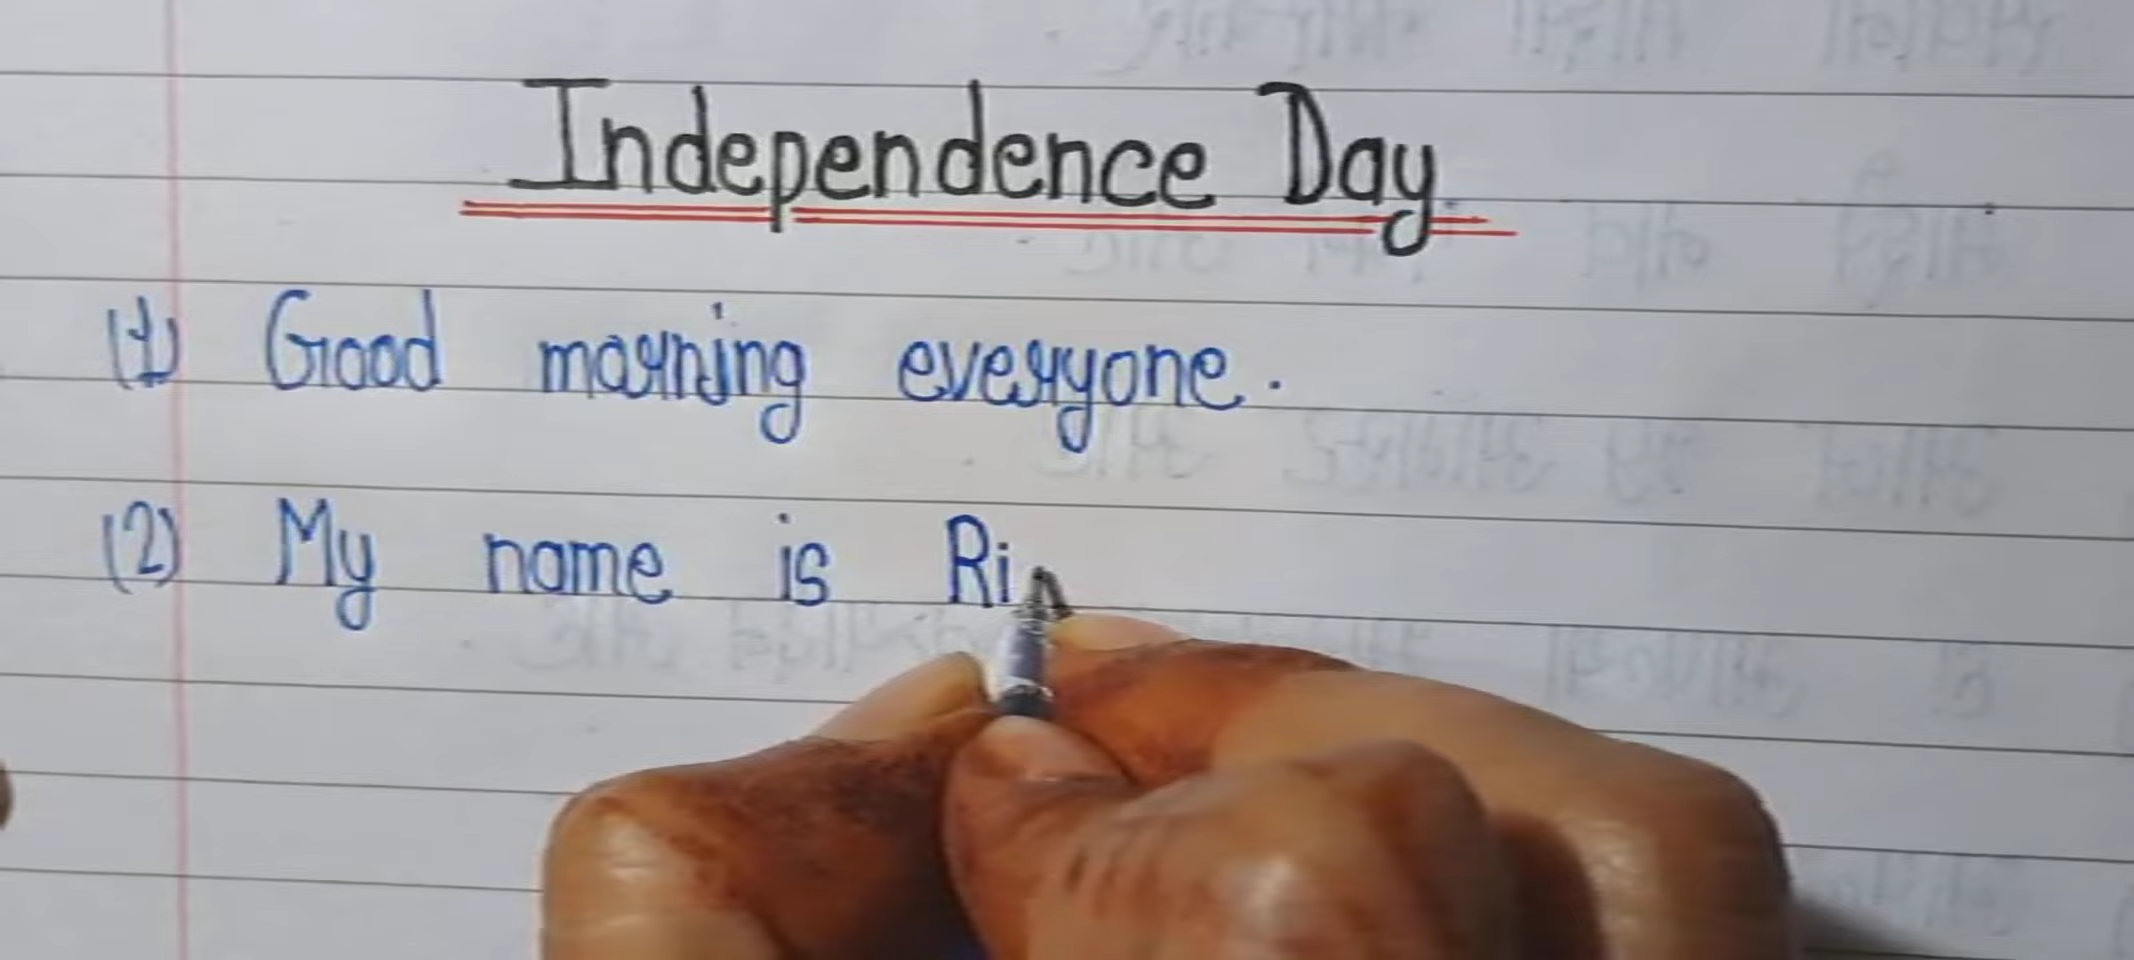 Independence Day
(1) Good morning everyone.
(2) My name is Ri